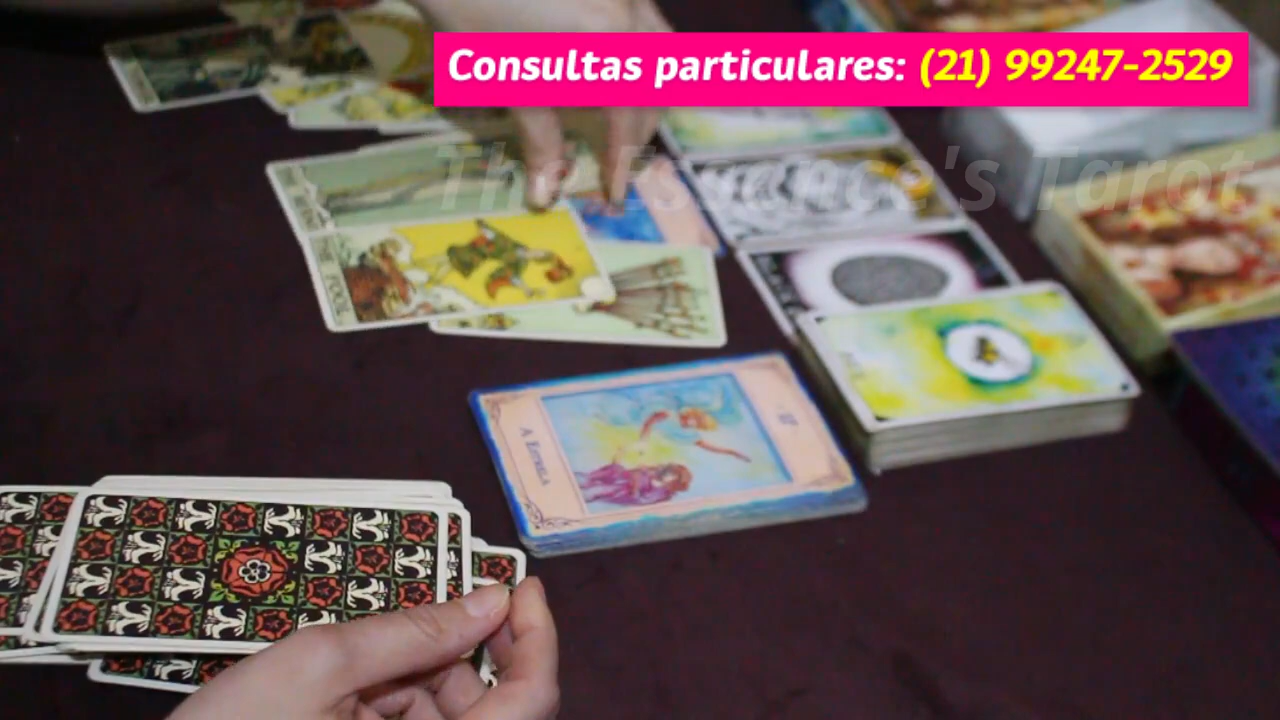 Consultas particulares: (21) 99247-2529
The Essence's Tarot
THE FOOL
A Estrela